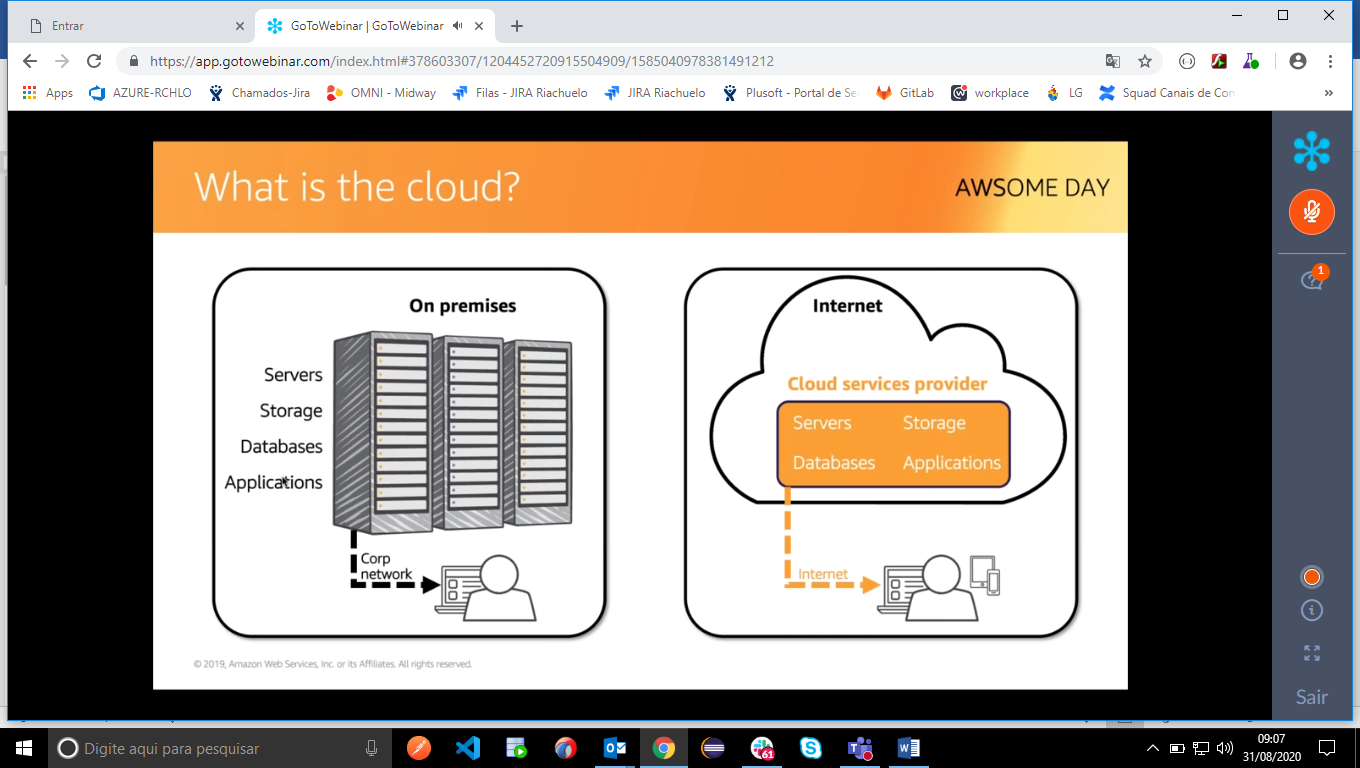 Entrar
GoToWebinar | GoToWebinar
https://app.gotowebinar.com/index.html#378603307/1204452720915504909/1585040978381491212
Apps AZURE-RCHLO Chamados-Jira OMNI - Midway Filas - JIRA Riachuelo JIRA Riachuelo Plusoft - Portal de Se GitLab workplace LG Squad Canais de Con »
What is the cloud?
AWSOME DAY
On premises
Servers
Storage
Databases
Applications
Corp
network
Internet
Cloud services provider
Servers Storage
Databases Applications
Internet
© 2019, Amazon Web Services, Inc. or its Affiliates. All rights reserved.
1
Sair
Digite aqui para pesquisar
61
09:07
31/08/2020